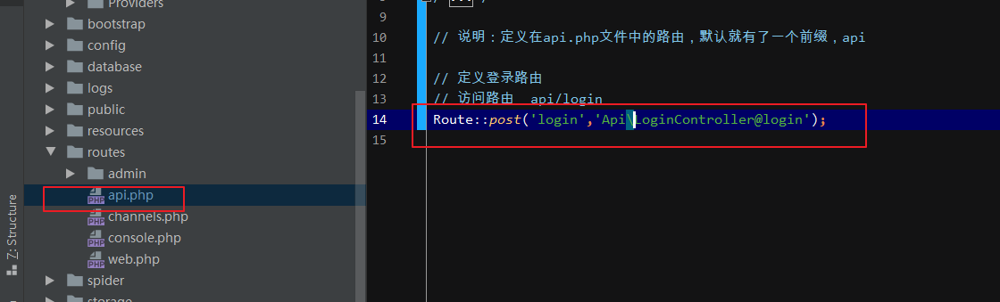 Providers
bootstrap
config
database
logs
public
resources
routes
admin
api.php
channels.php
console.php
web.php
spider
storage
7: Structure
9
10 // 说明：定义在api.php文件中的路由，默认就有了一个前缀，api
11
12 // 定义登录路由
13 // 访问路由 api/login
14 Route::post('login','Api\LoginController@login');
15